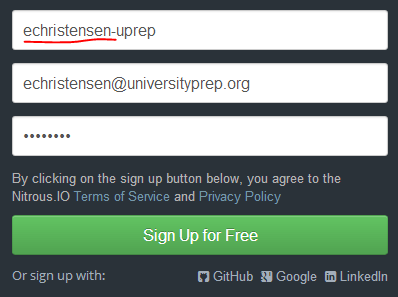 echristensen-uprep
echristensen@universityprep.org
••••••••
By clicking on the sign up button below, you agree to the
Nitrous.IO Terms of Service and Privacy Policy
Sign Up for Free
Or sign up with: GitHub Google LinkedIn